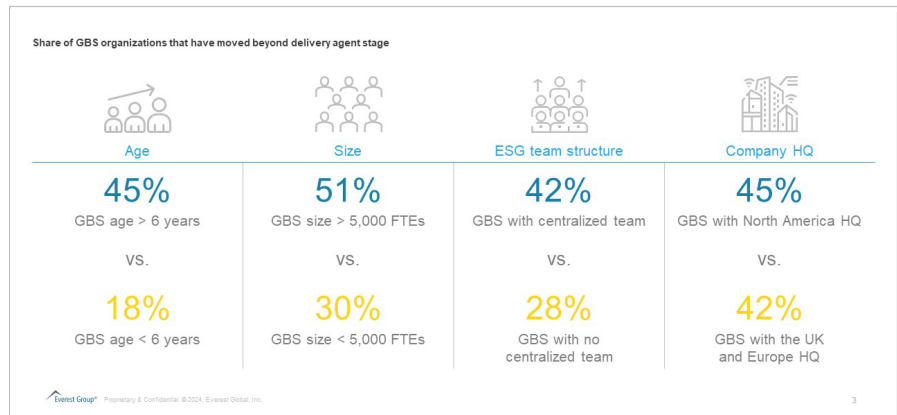 Share of GBS organizations that have moved beyond delivery agent stage
Age
45%
GBS age > 6 years
vs.
18%
GBS age < 6 years
Size
51%
GBS size > 5,000 FTEs
vs.
30%
GBS size < 5,000 FTEs
ESG team structure
42%
GBS with centralized team
vs.
28%
GBS with no
centralized team
Company HQ
45%
GBS with North America HQ
vs.
42%
GBS with the UK
and Europe HQ
Everest Group® Proprietary & Confidential. © 2024, Everest Global, Inc.
3